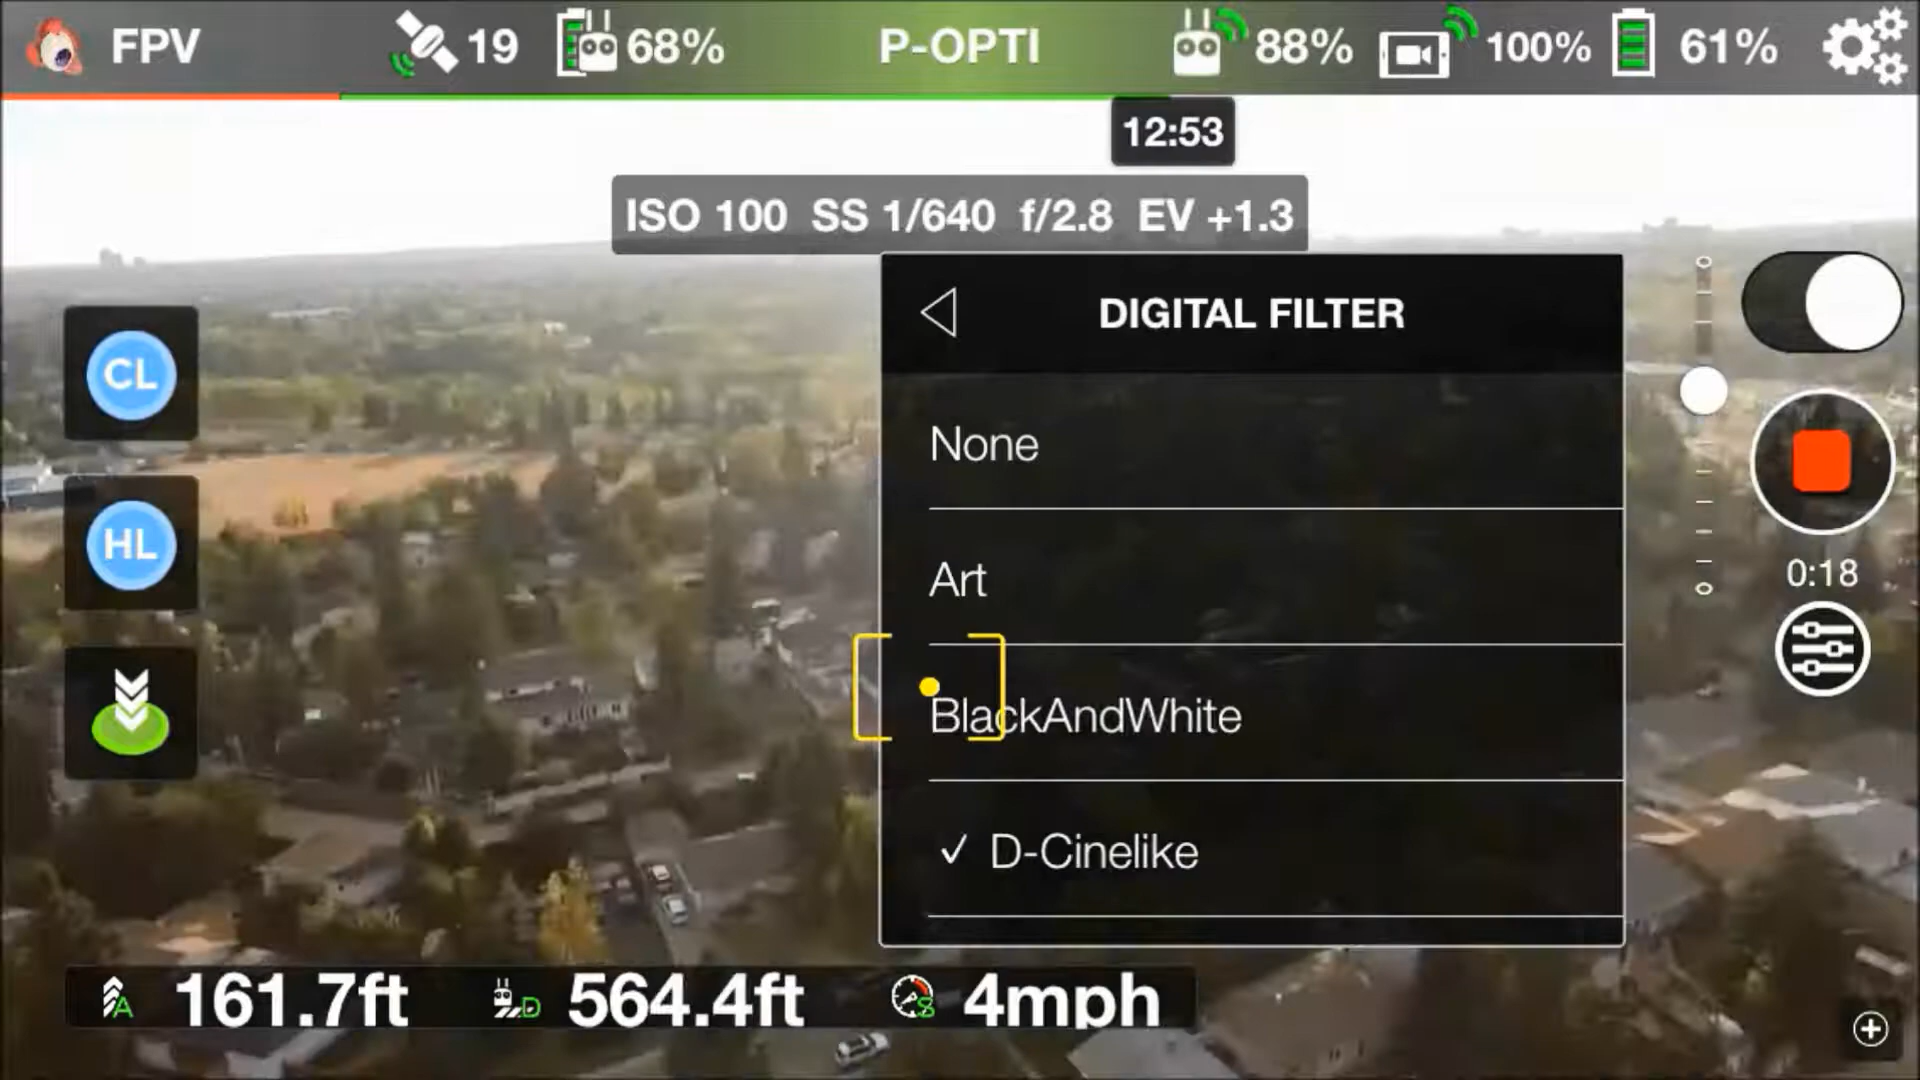 FPV 19 68% P-OPTI 88% 100% 61%
12:53
ISO 100 SS 1/640 f/2.8 EV +1.3
DIGITAL FILTER
None
Art
BlackAndWhite
✓ D-Cinelike
CL
HL
0:18
A 161.7ft D 564.4ft S 4mph